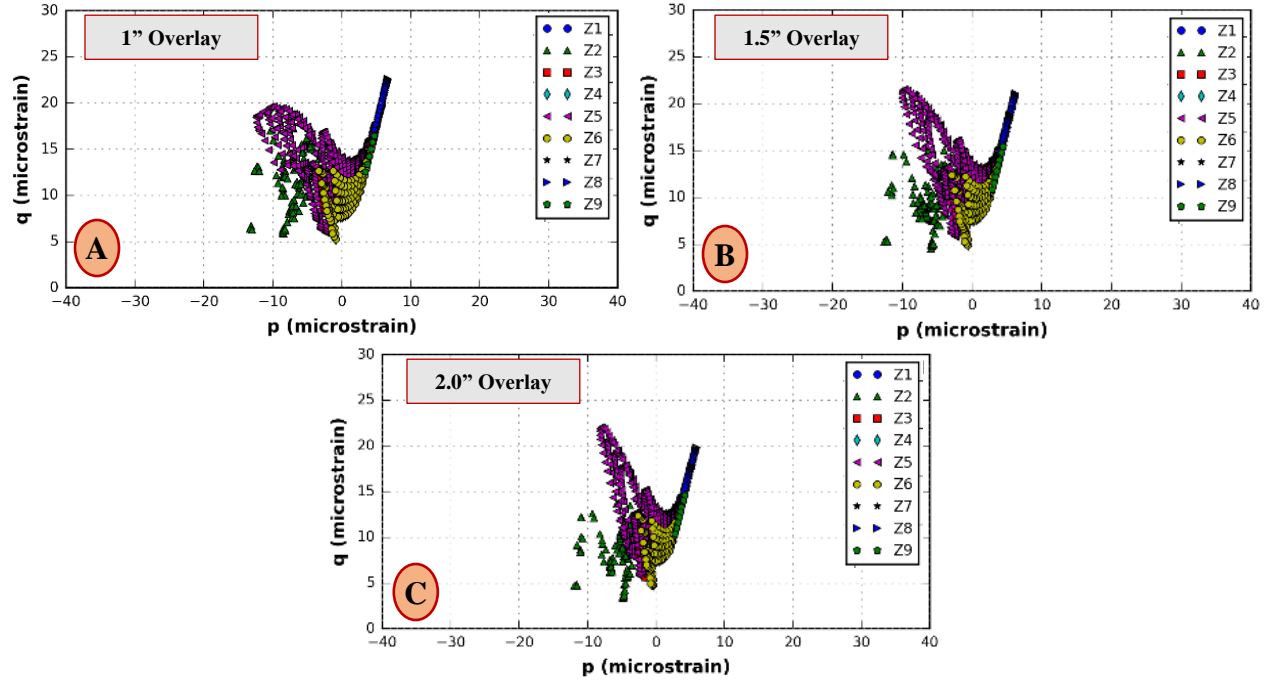 1” Overlay
30
25
20
15
10
5
0
q (microstrain)
−40
−30
−20
−10
0
10
20
30
40
p (microstrain)
Z1
Z2
Z3
Z4
Z5
Z6
Z7
Z8
Z9
A
1.5” Overlay
30
25
20
15
10
5
0
q (microstrain)
−40
−30
−20
−10
0
10
20
30
40
p (microstrain)
Z1
Z2
Z3
Z4
Z5
Z6
Z7
Z8
Z9
B
2.0” Overlay
30
25
20
15
10
5
0
q (microstrain)
−40
−30
−20
−10
0
10
20
30
40
p (microstrain)
Z1
Z2
Z3
Z4
Z5
Z6
Z7
Z8
Z9
C